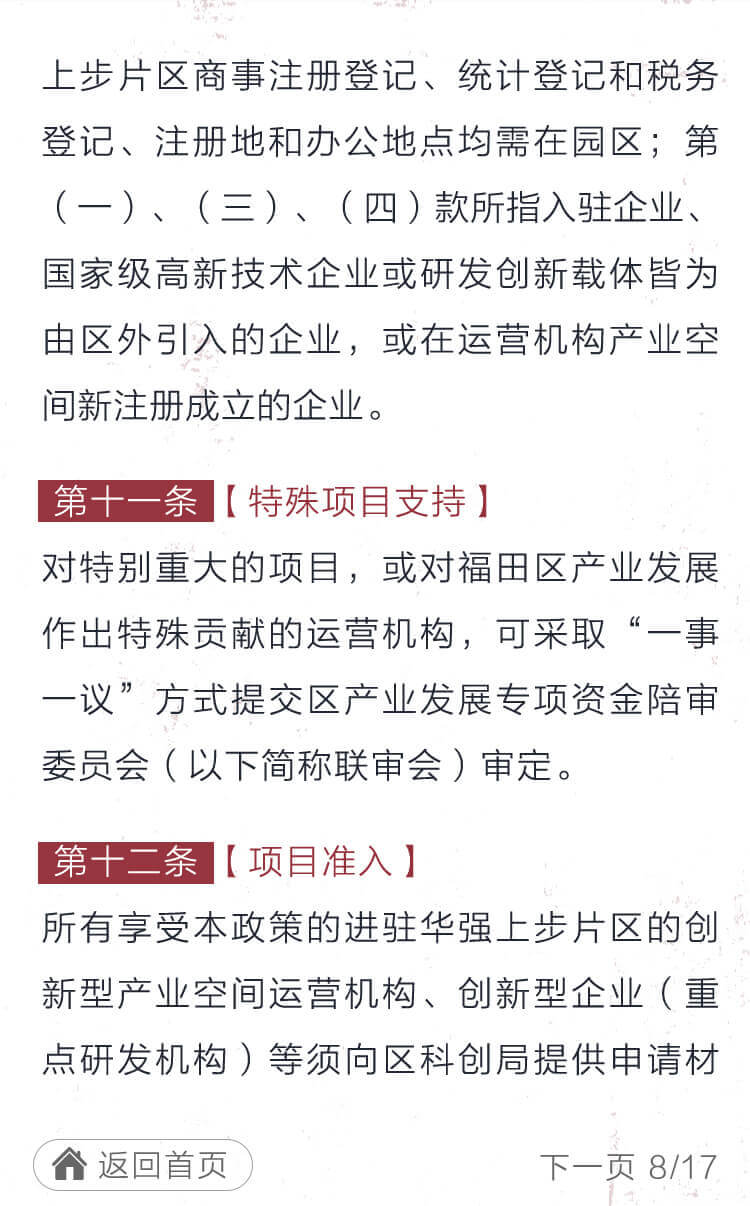 上步片区商事注册登记、统计登记和税务
登记、注册地和办公地点均需在园区；第
（一）、（三）、（四）款所指入驻企业、
国家级高新技术企业或研发创新载体皆为
由区外引入的企业，或在运营机构产业空
间新注册成立的企业。
第十一条【特殊项目支持】
对特别重大的项目，或对福田区产业发展
作出特殊贡献的运营机构，可采取“一事
一议”方式提交区产业发展专项资金陪审
委员会（以下简称联审会）审定。
第十二条【项目准入】
所有享受本政策的进驻华强上步片区的创
新型产业空间运营机构、创新型企业（重
点研发机构）等须向区科创局提供申请材
返回首页
下一页 8/17